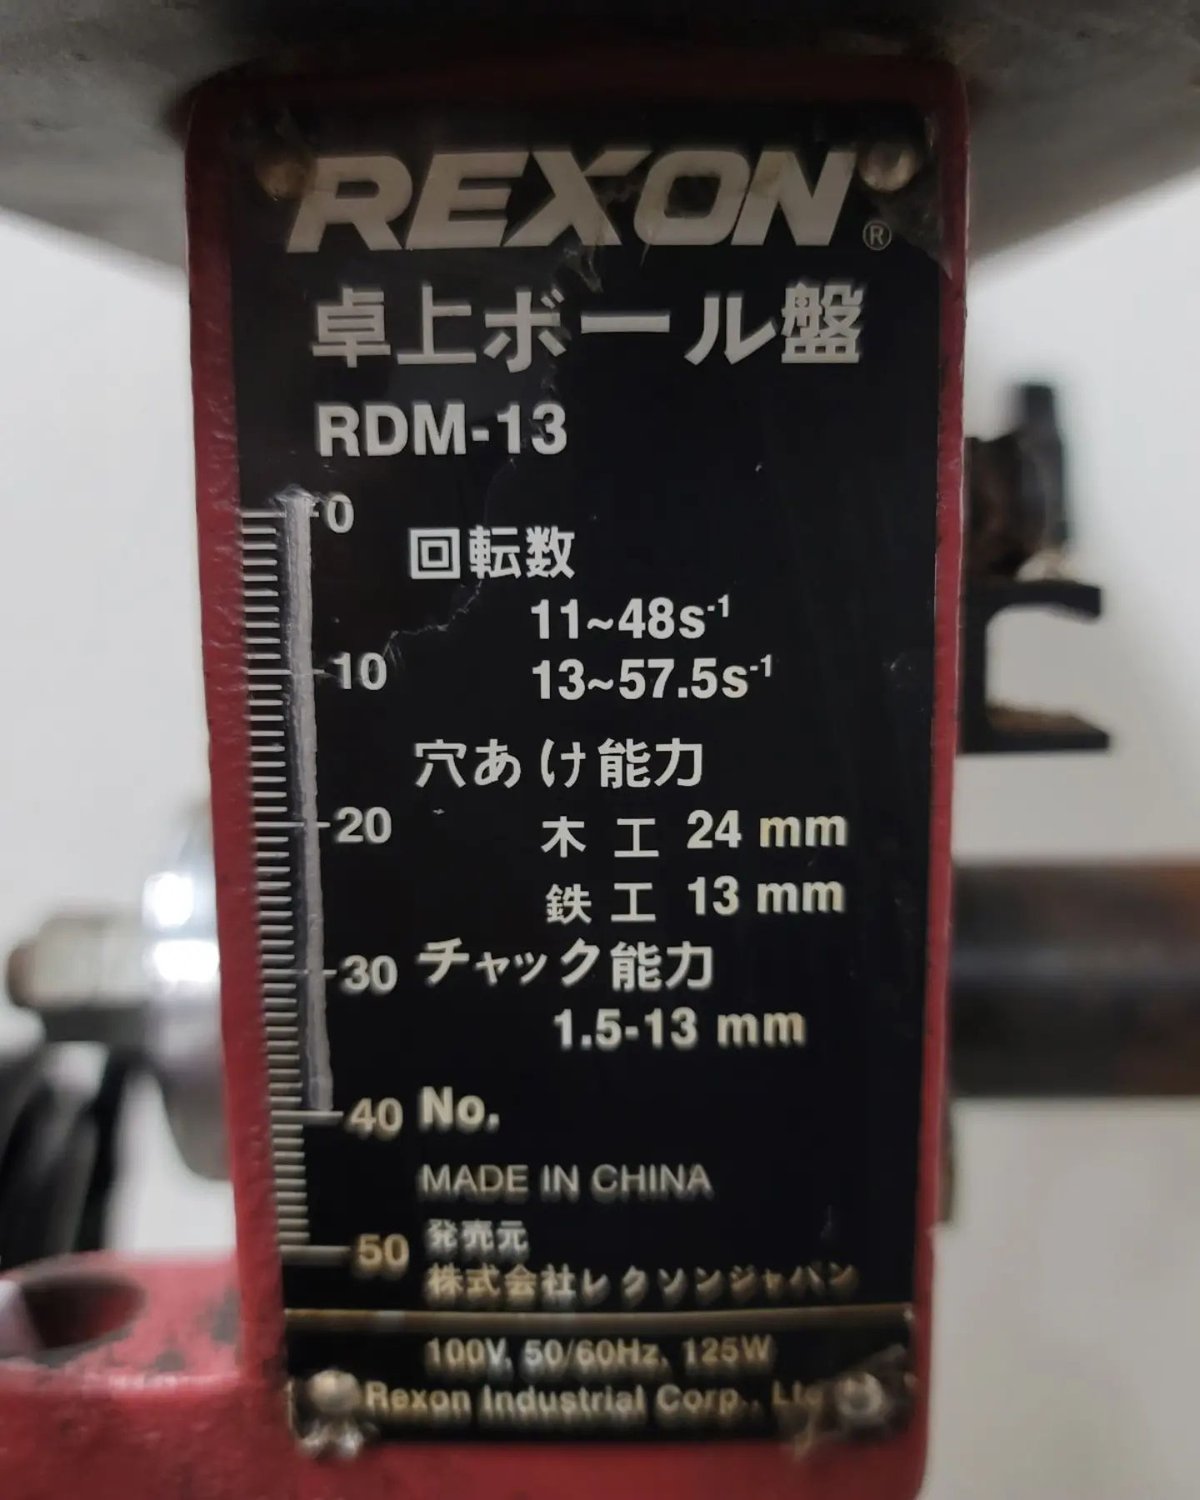 REXON®
卓上ボール盤
RDM-13
0
回転数
11~48s⁻¹
10
13~57.5s⁻¹
穴あけ能力
20
木工 24 mm
鉄工 13 mm
30
チャック能力
1.5-13 mm
40
No.
MADE IN CHINA
発売元
50
株式会社レクソンジャパン
100V, 50/60Hz, 125W
Rexon Industrial Corp.,